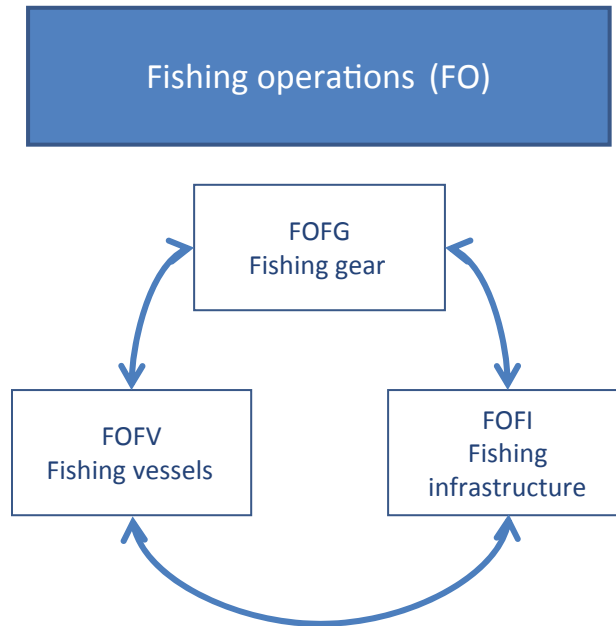 Fishing operations (FO)
FOFG
Fishing gear
FOFV
Fishing vessels
FOFI
Fishing
infrastructure